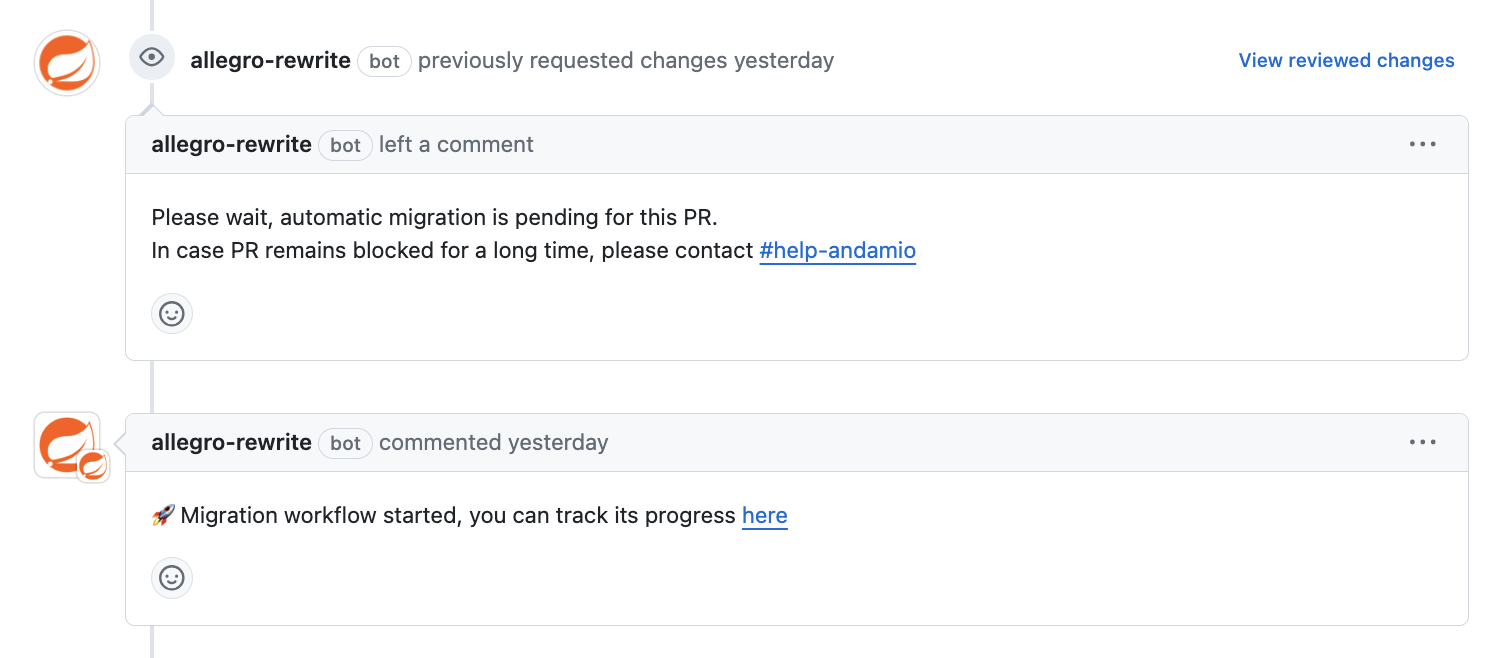 allegro-rewrite bot previously requested changes yesterday
View reviewed changes
allegro-rewrite bot left a comment
Please wait, automatic migration is pending for this PR.
In case PR remains blocked for a long time, please contact #help-andamio
allegro-rewrite bot commented yesterday
🚀 Migration workflow started, you can track its progress here